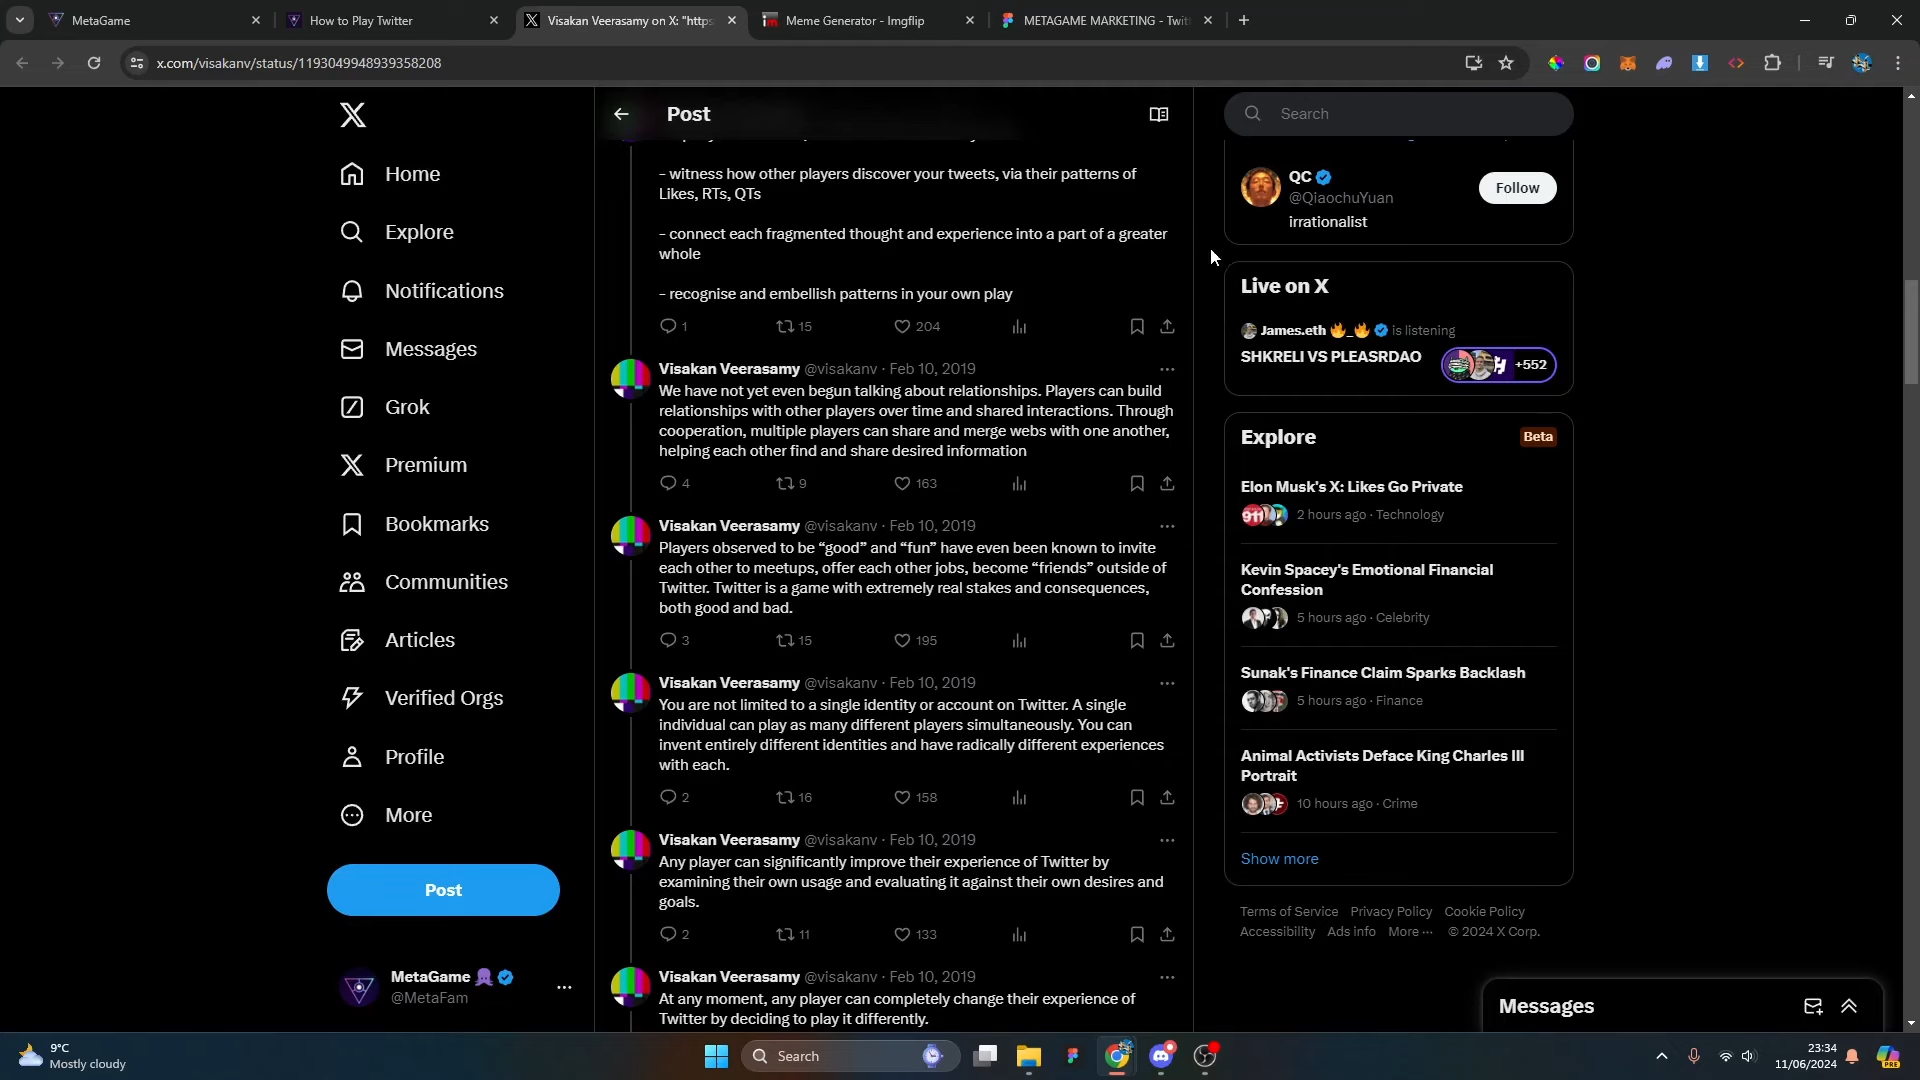 MetaGame
How to Play Twitter
Visakan Veerasamy on X: "https
Meme Generator - Imgflip
METAGAME MARKETING - Twit
x.com/visakanv/status/1193049948939358208
Home
Explore
Notifications
Messages
Grok
Premium
Bookmarks
Communities
Articles
Verified Orgs
Profile
More
Post
MetaGame
@MetaFam
Post
- witness how other players discover your tweets, via their patterns of
Likes, RTs, QTs
- connect each fragmented thought and experience into a part of a greater
whole
- recognise and embellish patterns in your own play
1 15 204
Visakan Veerasamy @visakanv · Feb 10, 2019
We have not yet even begun talking about relationships. Players can build
relationships with other players over time and shared interactions. Through
cooperation, multiple players can share and merge webs with one another,
helping each other find and share desired information
4 9 163
Visakan Veerasamy @visakanv · Feb 10, 2019
Players observed to be “good” and “fun” have even been known to invite
each other to meetups, offer each other jobs, become “friends” outside of
Twitter. Twitter is a game with extremely real stakes and consequences,
both good and bad.
3 15 195
Visakan Veerasamy @visakanv · Feb 10, 2019
You are not limited to a single identity or account on Twitter. A single
individual can play as many different players simultaneously. You can
invent entirely different identities and have radically different experiences
with each.
2 16 158
Visakan Veerasamy @visakanv · Feb 10, 2019
Any player can significantly improve their experience of Twitter by
examining their own usage and evaluating it against their own desires and
goals.
2 11 133
Visakan Veerasamy @visakanv · Feb 10, 2019
At any moment, any player can completely change their experience of
Twitter by deciding to play it differently.
Search
QC
@QiaochuYuan
irrationalist
Follow
Live on X
James.eth is listening
SHKRELI VS PLEASRDAO
+552
Explore
Beta
Elon Musk's X: Likes Go Private
2 hours ago · Technology
Kevin Spacey's Emotional Financial
Confession
5 hours ago · Celebrity
Sunak's Finance Claim Sparks Backlash
5 hours ago · Finance
Animal Activists Deface King Charles III
Portrait
10 hours ago · Crime
Show more
Terms of Service Privacy Policy Cookie Policy
Accessibility Ads info More ··· © 2024 X Corp.
Messages
9°C
Mostly cloudy
Search
23:34
11/06/2024